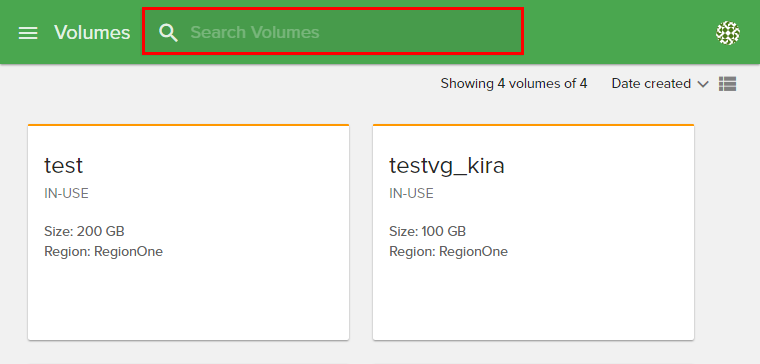 Volumes
Search Volumes
Showing 4 volumes of 4
Date created
test
IN-USE
Size: 200 GB
Region: RegionOne
testvg_kira
IN-USE
Size: 100 GB
Region: RegionOne